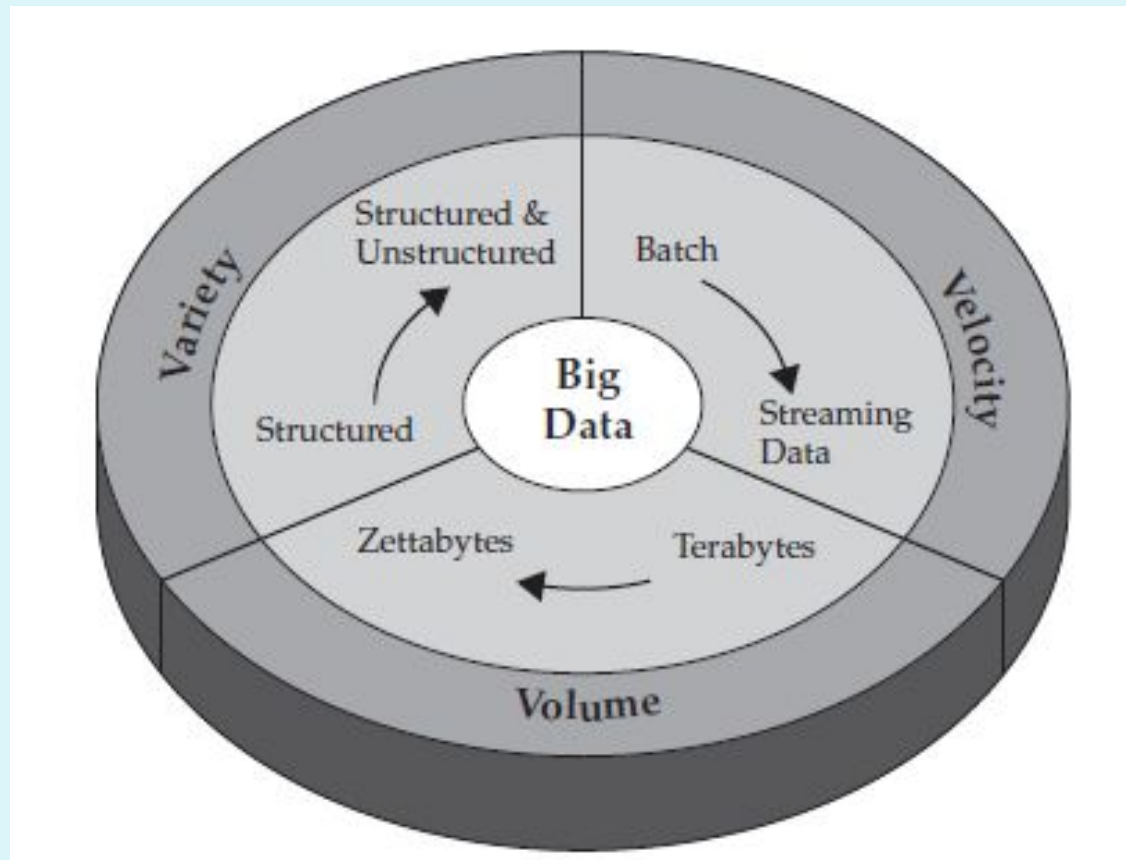 Structured &
Unstructured
Batch
Variety
Velocity
Big
Data
Structured
Streaming
Data
Zettabytes
Terabytes
Volume